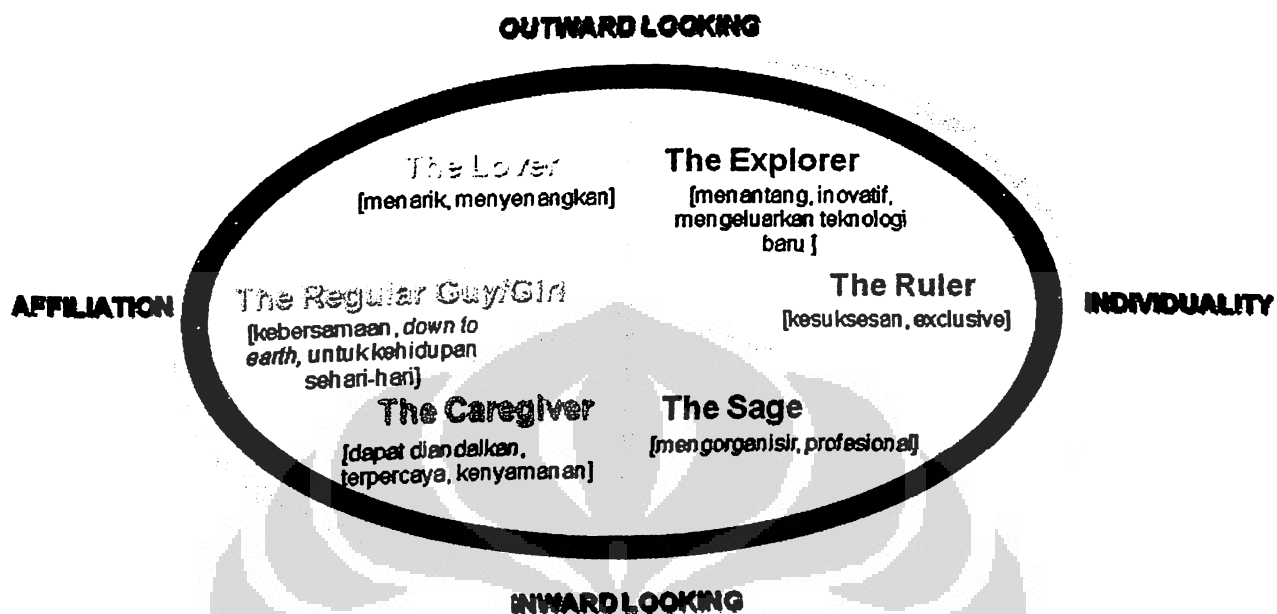 OUTWARD LOOKING
The Lover
[menarik, menyenangkan]
The Explorer
[menantang, inovatif,
mengeluarkan teknologi
baru ]
AFFILIATION
The Regular Guy/Girl
[kebersamaan, down to
earth, untuk kehidupan
sehari-hari]
The Ruler
[kesuksesan, exclusive]
INDIVIDUALITY
The Caregiver
[dapat diandalkan,
terpercaya, kenyamanan]
The Sage
[mengorganisir, profesional]
INWARD LOOKING